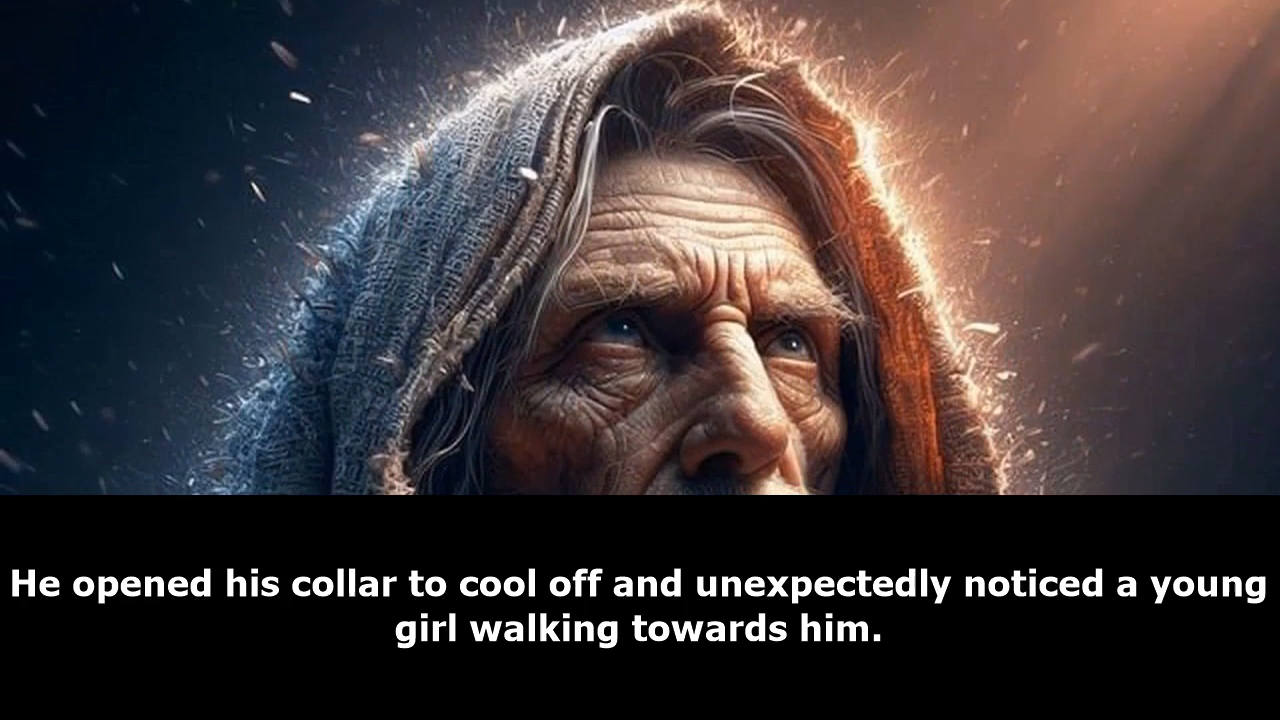 He opened his collar to cool off and unexpectedly noticed a young
girl walking towards him.